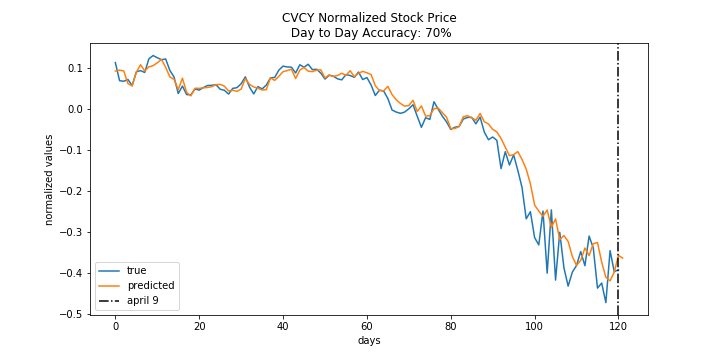 CVCY Normalized Stock Price
Day to Day Accuracy: 70%
normalized values
0.1
0.0
−0.1
−0.2
−0.3
−0.4
−0.5
true
predicted
april 9
0 20 40 60 80 100 120
days